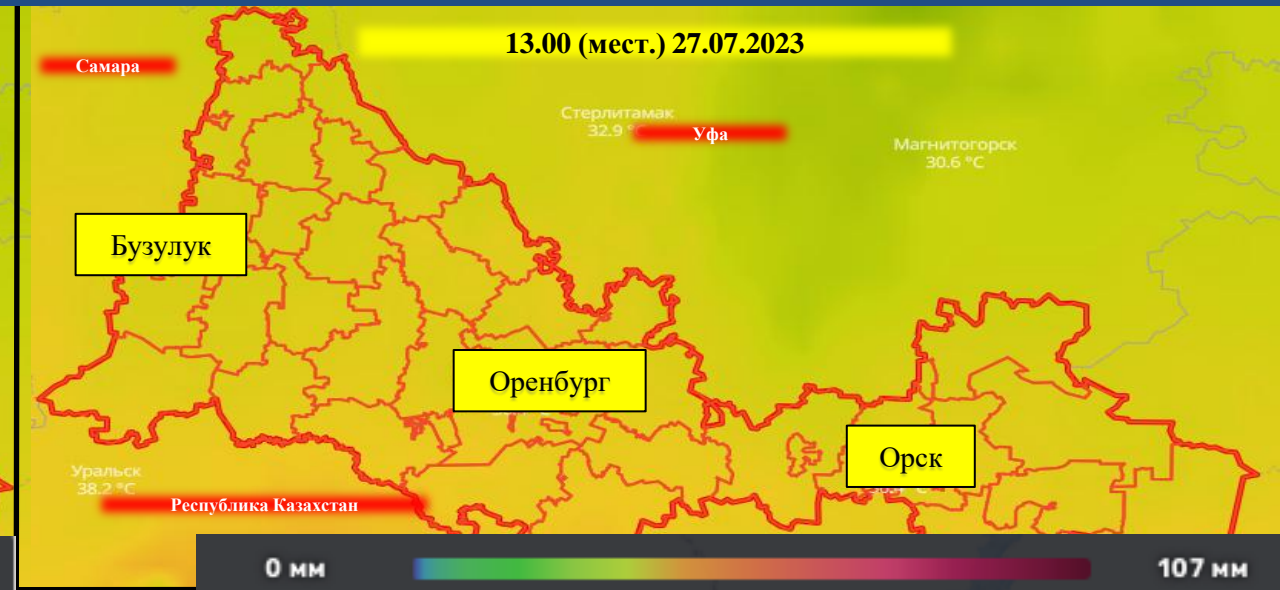 13.00 (мест.) 27.07.2023
Самара
Стерлитамак
32.9 °C
Уфа
Магнитогорск
30.6 °C
Бузулук
Оренбург
Орск
Уральск
38.2 °C
Республика Казахстан
0 мм
107 мм